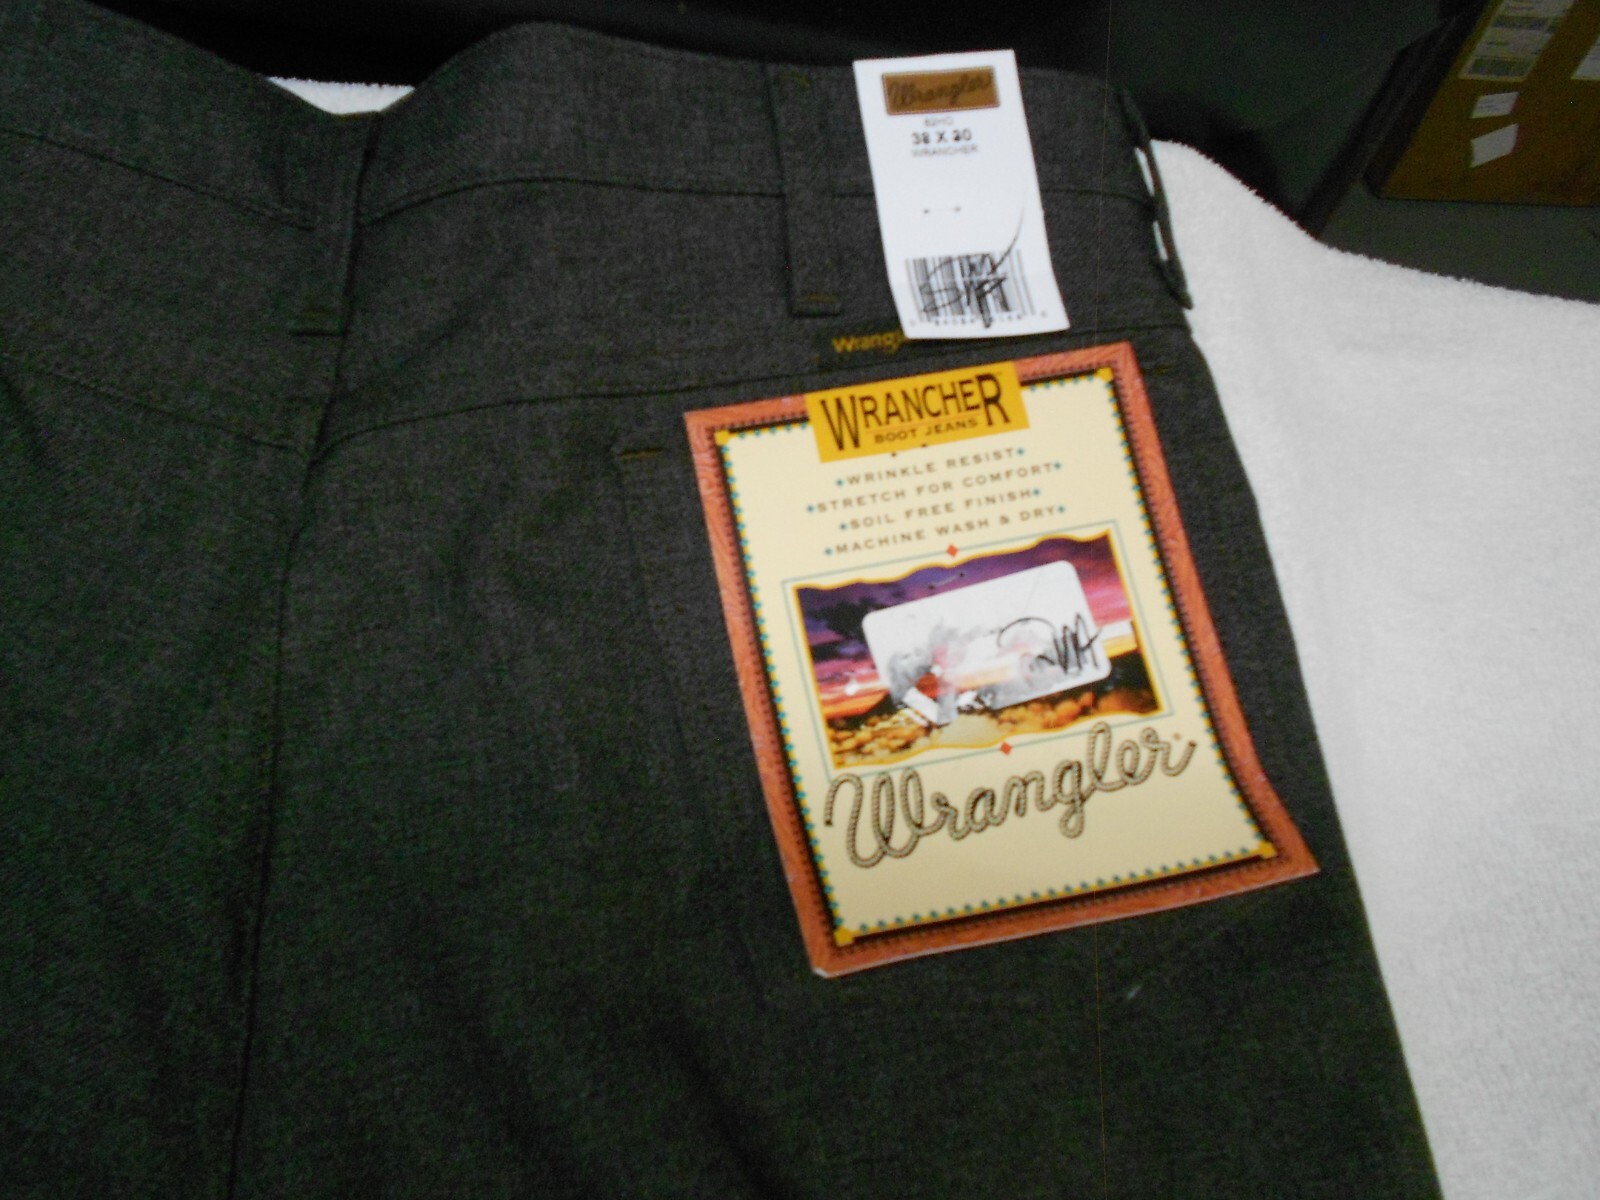 Wrangler
38 X 30
WRANCHER
Wrangl
WRANCHER
BOOT JEANS
WRINKLE RESIST
STRETCH FOR COMFORT
SOIL FREE FINISH
MACHINE WASH & DRY
Wrangler